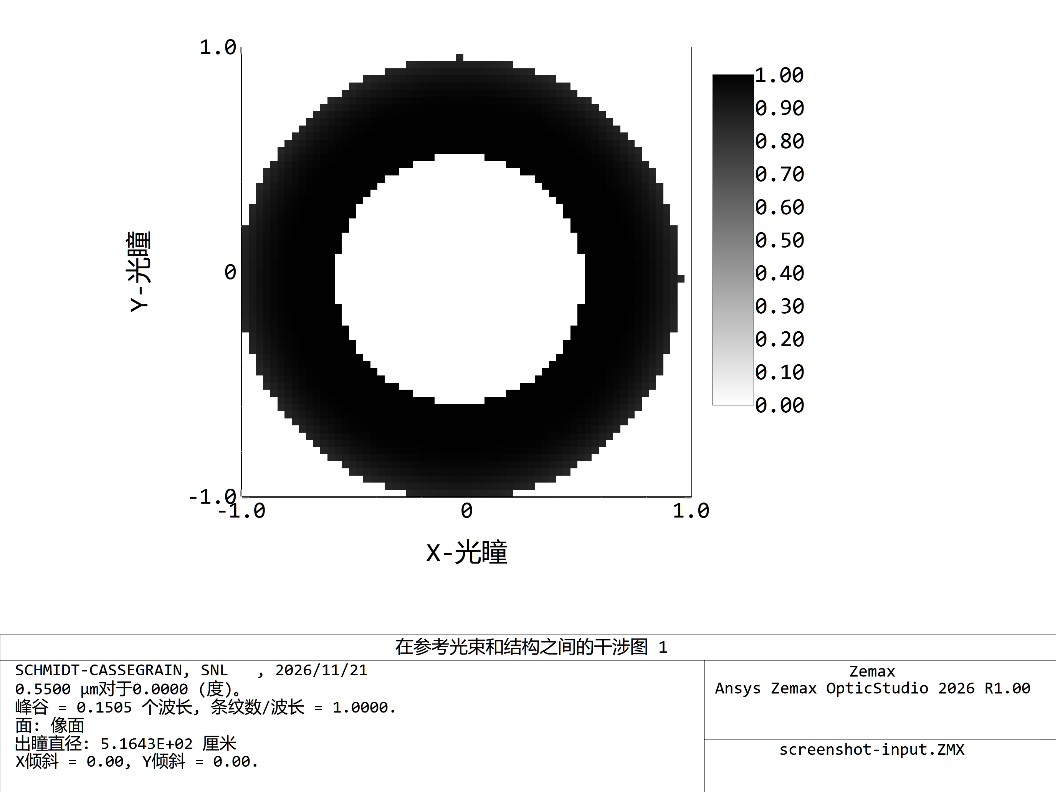 1.0
0
-1.0
Y-光瞳
-1.0
0
1.0
X-光瞳
1.00
0.90
0.80
0.70
0.60
0.50
0.40
0.30
0.20
0.10
0.00
在参考光束和结构之间的干涉图 1
SCHMIDT-CASSEGRAIN, SNL , 2026/11/21
0.5500 µm对于0.0000 (度)。
峰谷 = 0.1505 个波长, 条纹数/波长 = 1.0000.
面: 像面
出瞳直径: 5.1643E+02 厘米
X倾斜 = 0.00, Y倾斜 = 0.00.
Zemax
Ansys Zemax OpticStudio 2026 R1.00
screenshot-input.ZMX